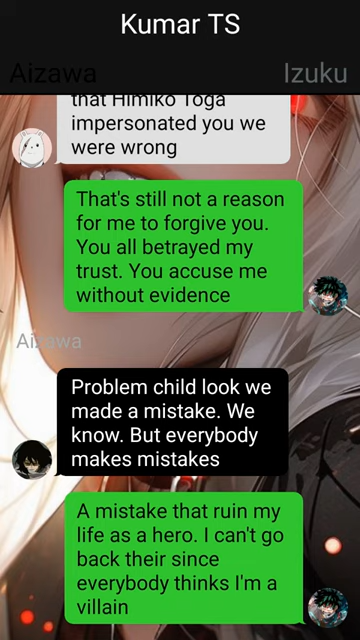 Kumar TS
Aizawa
Izuku
that Himiko Toga
impersonated you we
were wrong
That's still not a reason
for me to forgive you.
You all betrayed my
trust. You accuse me
without evidence
Aizawa
Problem child look we
made a mistake. We
know. But everybody
makes mistakes
A mistake that ruin my
life as a hero. I can't go
back their since
everybody thinks I'm a
villain